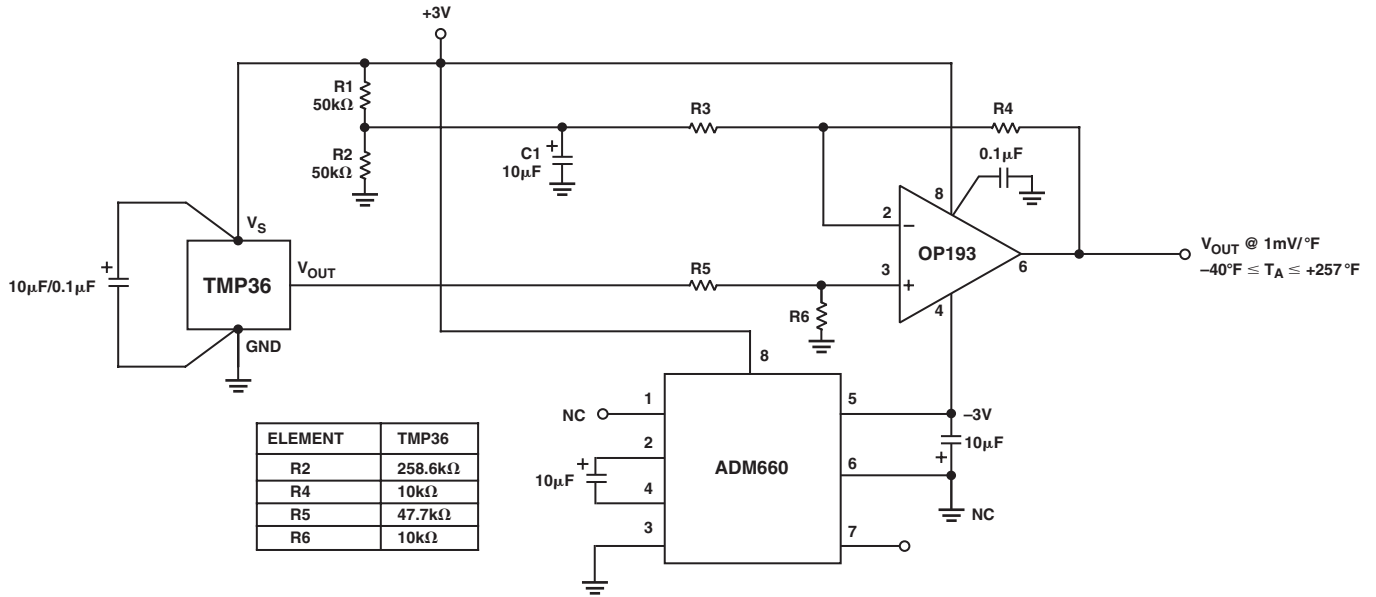 +3V
R1
50kΩ
R3
R4
R2
50kΩ
C1
10μF
+
0.1μF
8
VS
2
−
VOUT
OP193
VOUT @ 1mV/°F
–40°F ≤ TA ≤ +257°F
6
+
10μF/0.1μF
TMP36
R5
3
+
R6
4
GND
8
NC
1
5
–3V
ELEMENT TMP36
R2 258.6kΩ
R4 10kΩ
R5 47.7kΩ
R6 10kΩ
2
+
10μF
4
ADM660
10μF
+
6
NC
3
7